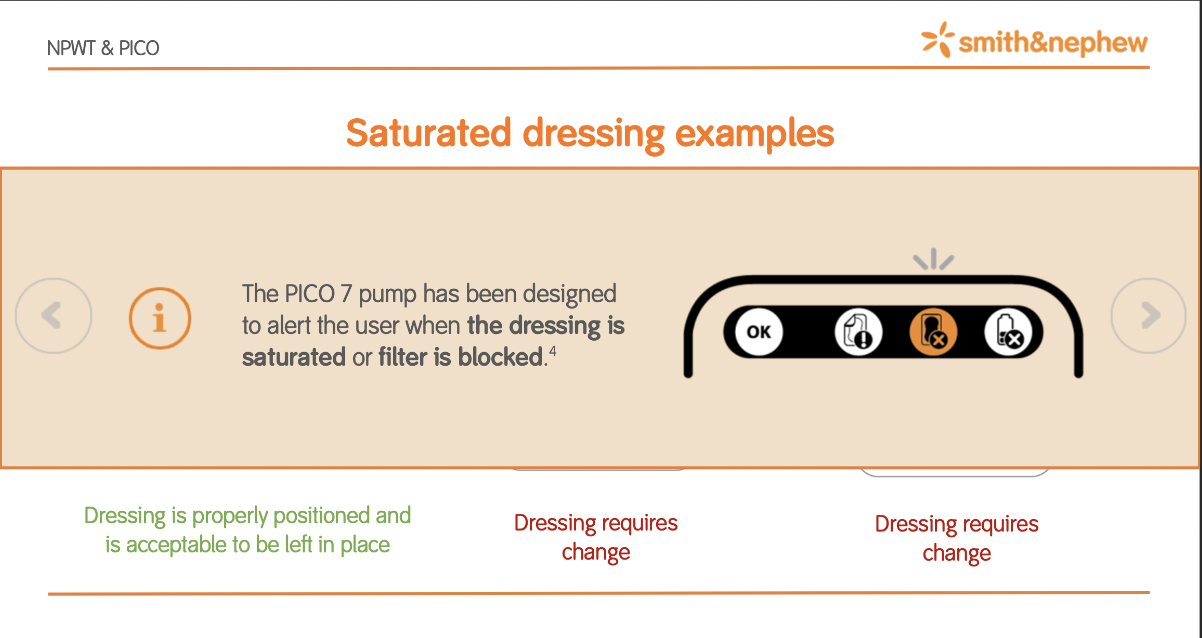 NPWT & PICO
smith&nephew
Saturated dressing examples
The PICO 7 pump has been designed
to alert the user when the dressing is
saturated or filter is blocked.4
OK
Dressing is properly positioned and
is acceptable to be left in place
Dressing requires
change
Dressing requires
change